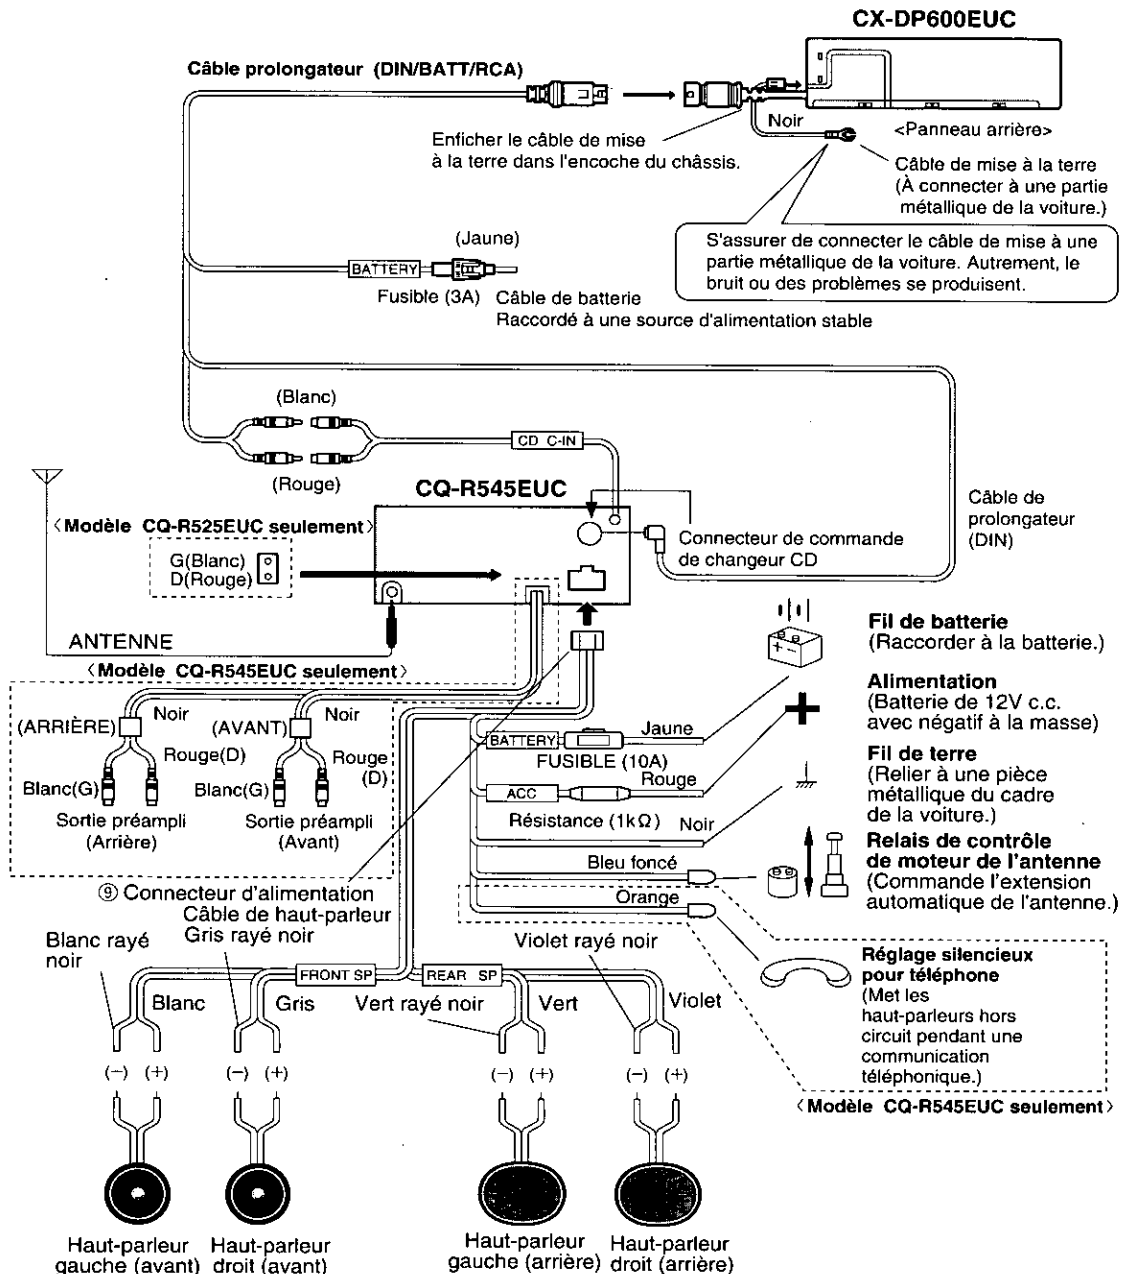 CX-DP600EUC
Câble prolongateur (DIN/BATT/RCA)
Noir
<Panneau arrière>
Enficher le câble de mise
à la terre dans l'encoche du châssis.
Câble de mise à la terre
(À connecter à une partie
métallique de la voiture.)
S'assurer de connecter le câble de mise à une
partie métallique de la voiture. Autrement, le
bruit ou des problèmes se produisent.
(Jaune)
BATTERY
Fusible (3A)
Câble de batterie
Raccordé à une source d'alimentation stable
(Blanc)
CD C-IN
(Rouge)
CQ-R545EUC
Câble de
prolongateur
(DIN)
〈Modèle CQ-R525EUC seulement〉
G(Blanc)
D(Rouge)
Connecteur de commande
de changeur CD
ANTENNE
〈Modèle CQ-R545EUC seulement〉
Fil de batterie
(Raccorder à la batterie.)
Alimentation
(Batterie de 12V c.c.
avec négatif à la masse)
Fil de terre
(Relier à une pièce
métallique du cadre
de la voiture.)
Relais de contrôle
de moteur de l'antenne
(Commande l'extension
automatique de l'antenne.)
(ARRIÈRE)
Noir
Rouge(D)
Blanc(G)
Sortie préampli
(Arrière)
(AVANT)
Noir
Rouge
(D)
Blanc(G)
Sortie préampli
(Avant)
BATTERY
Jaune
FUSIBLE (10A)
Rouge
ACC
Résistance (1kΩ)
Noir
Bleu foncé
Orange
⑨ Connecteur d'alimentation
Câble de haut-parleur
Gris rayé noir
Blanc rayé
noir
Violet rayé noir
FRONT SP
REAR SP
Blanc
Gris
Vert rayé noir
Vert
Violet
Réglage silencieux
pour téléphone
(Met les
haut-parleurs hors
circuit pendant une
communication
téléphonique.)
〈Modèle CQ-R545EUC seulement〉
(−) (+)
(−) (+)
(−) (+)
(−) (+)
Haut-parleur
gauche (avant)
Haut-parleur
droit (avant)
Haut-parleur
gauche (arrière)
Haut-parleur
droit (arrière)